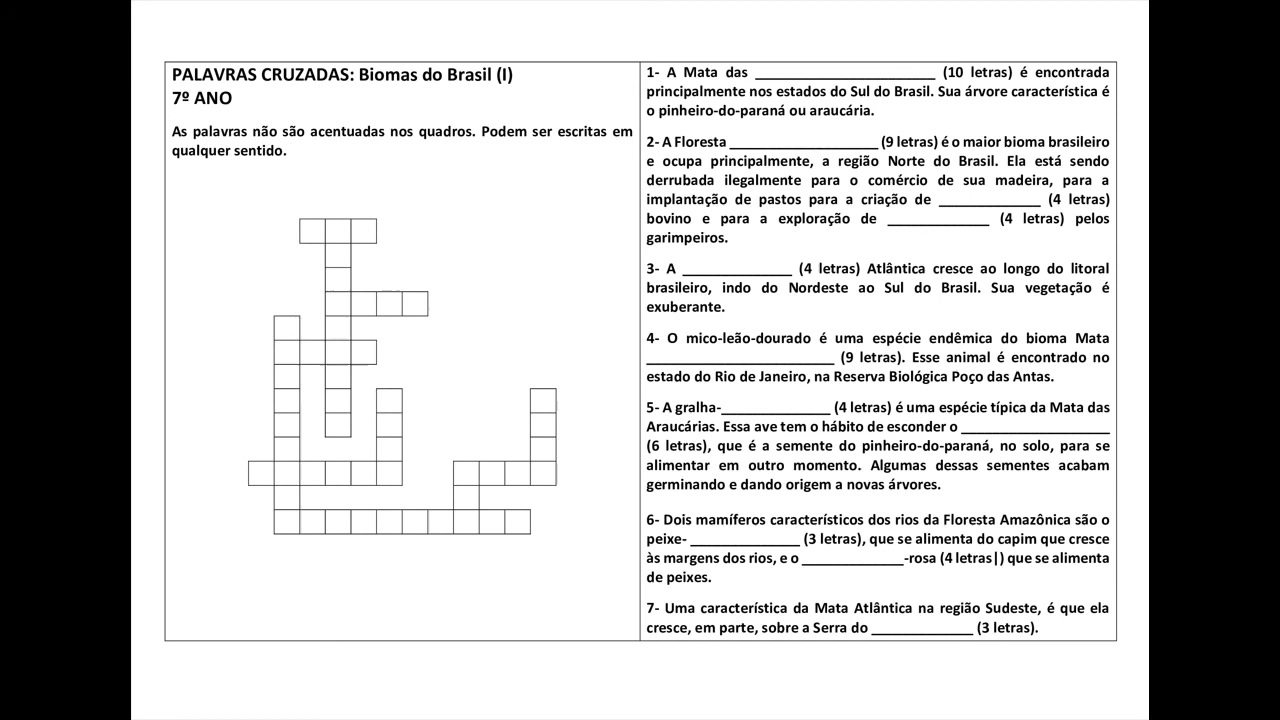 PALAVRAS CRUZADAS: Biomas do Brasil (I)
7º ANO
As palavras não são acentuadas nos quadros. Podem ser escritas em
qualquer sentido.
1- A Mata das ______________________ (10 letras) é encontrada
principalmente nos estados do Sul do Brasil. Sua árvore característica é
o pinheiro-do-paraná ou araucária.
2- A Floresta __________________ (9 letras) é o maior bioma brasileiro
e ocupa principalmente, a região Norte do Brasil. Ela está sendo
derrubada ilegalmente para o comércio de sua madeira, para a
implantação de pastos para a criação de ____________ (4 letras)
bovino e para a exploração de ____________ (4 letras) pelos
garimpeiros.
3- A _____________ (4 letras) Atlântica cresce ao longo do litoral
brasileiro, indo do Nordeste ao Sul do Brasil. Sua vegetação é
exuberante.
4- O mico-leão-dourado é uma espécie endêmica do bioma Mata
_______________________ (9 letras). Esse animal é encontrado no
estado do Rio de Janeiro, na Reserva Biológica Poço das Antas.
5- A gralha-_____________ (4 letras) é uma espécie típica da Mata das
Araucárias. Essa ave tem o hábito de esconder o __________________
(6 letras), que é a semente do pinheiro-do-paraná, no solo, para se
alimentar em outro momento. Algumas dessas sementes acabam
germinando e dando origem a novas árvores.
6- Dois mamíferos característicos dos rios da Floresta Amazônica são o
peixe- _____________ (3 letras), que se alimenta do capim que cresce
às margens dos rios, e o ____________-rosa (4 letras|) que se alimenta
de peixes.
7- Uma característica da Mata Atlântica na região Sudeste, é que ela
cresce, em parte, sobre a Serra do ____________ (3 letras).